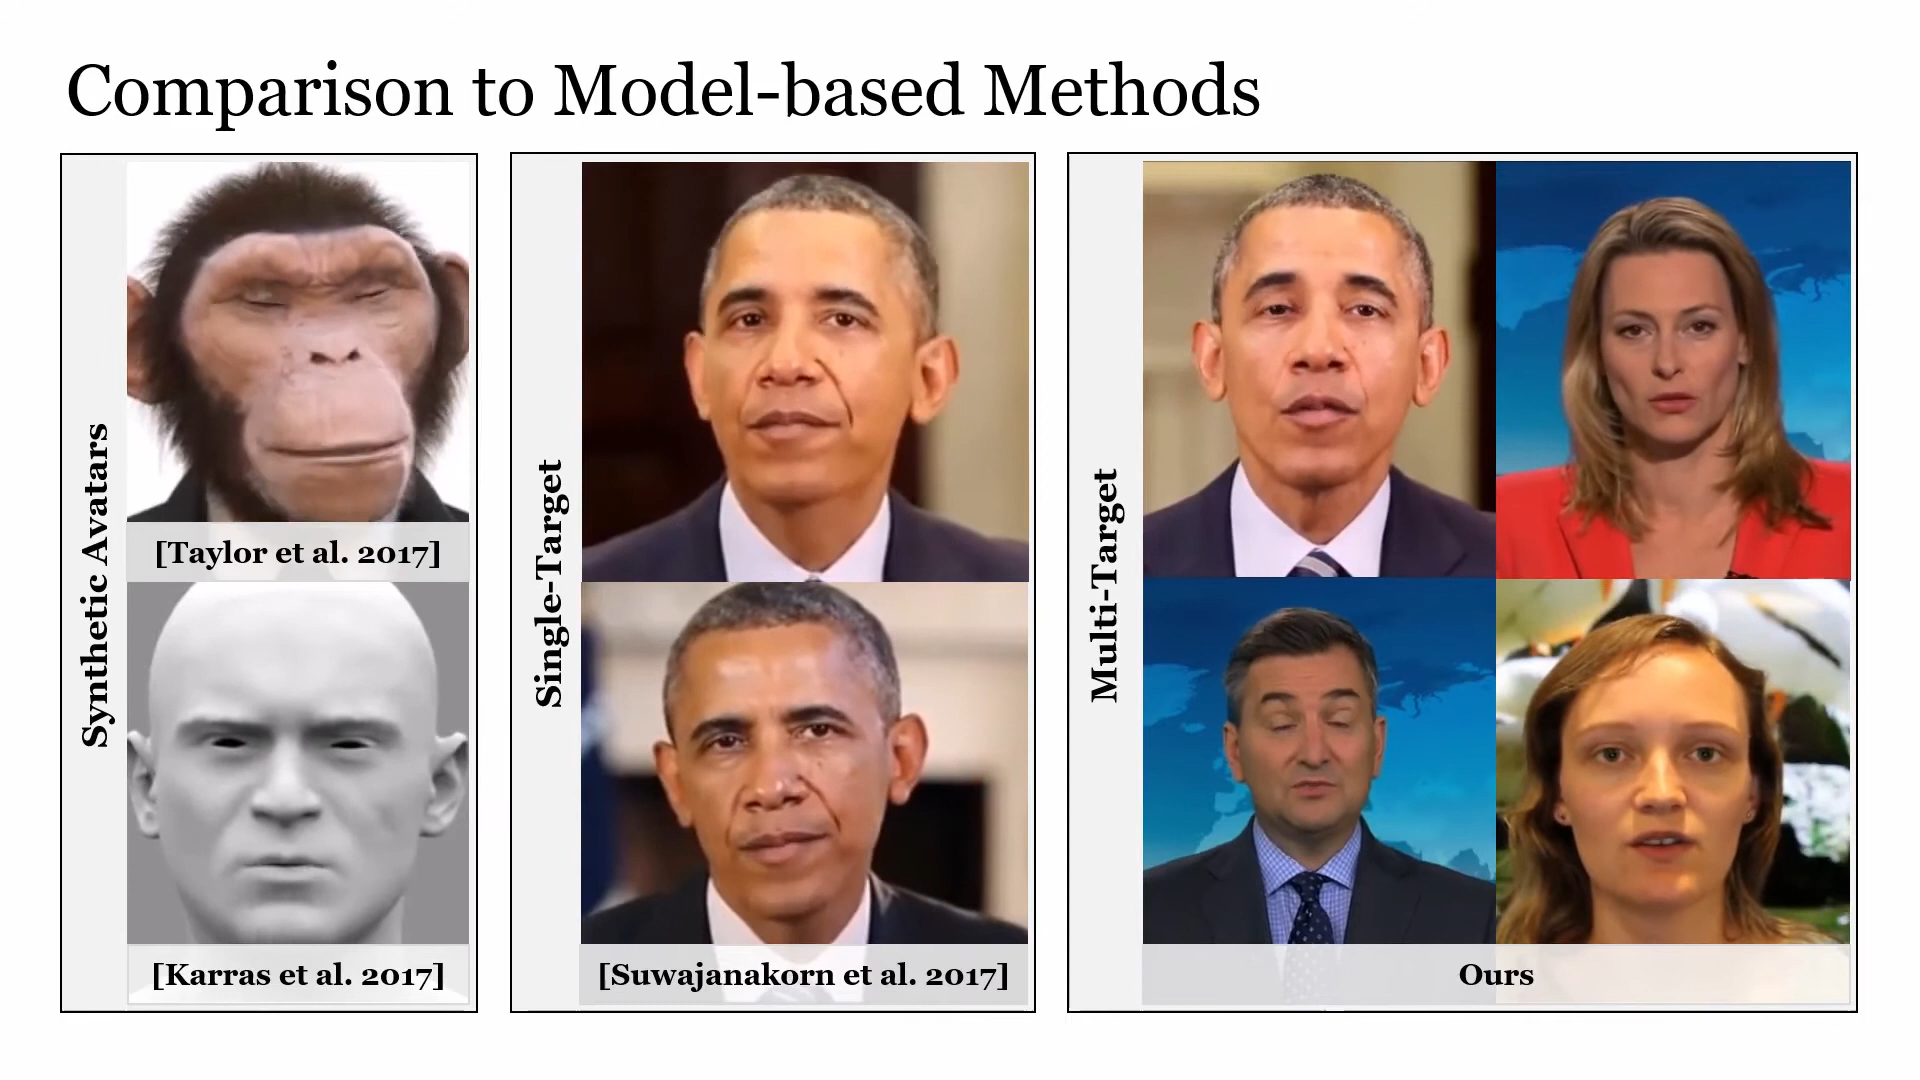 Comparison to Model-based Methods
Synthetic Avatars
[Taylor et al. 2017]
[Karras et al. 2017]
Single-Target
[Suwajanakorn et al. 2017]
Multi-Target
Ours